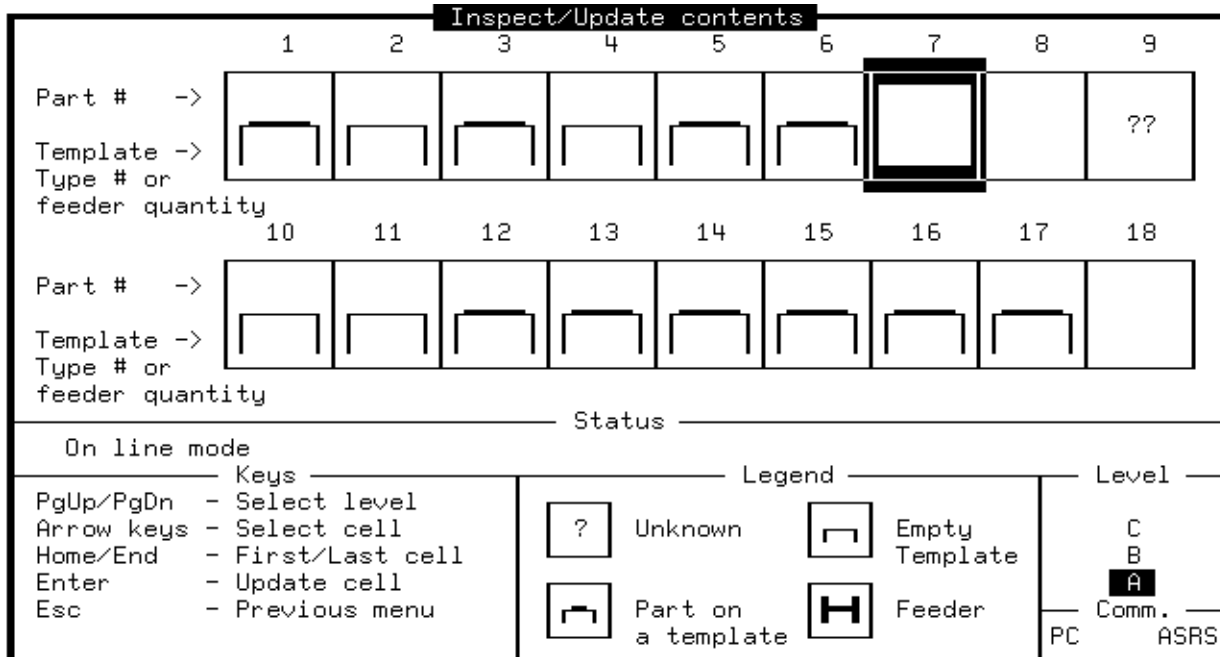 Inspect/Update contents
1 2 3 4 5 6 7 8 9
Part # ->
??
Template ->
Type # or
feeder quantity
10 11 12 13 14 15 16 17 18
Part # ->
Template ->
Type # or
feeder quantity
Status
On line mode
Keys
PgUp/PgDn - Select level
Arrow keys - Select cell
Home/End - First/Last cell
Enter - Update cell
Esc - Previous menu
Legend
? Unknown
Empty
Template
Part on
a template
Feeder
Level
C
B
A
Comm.
PC ASRS